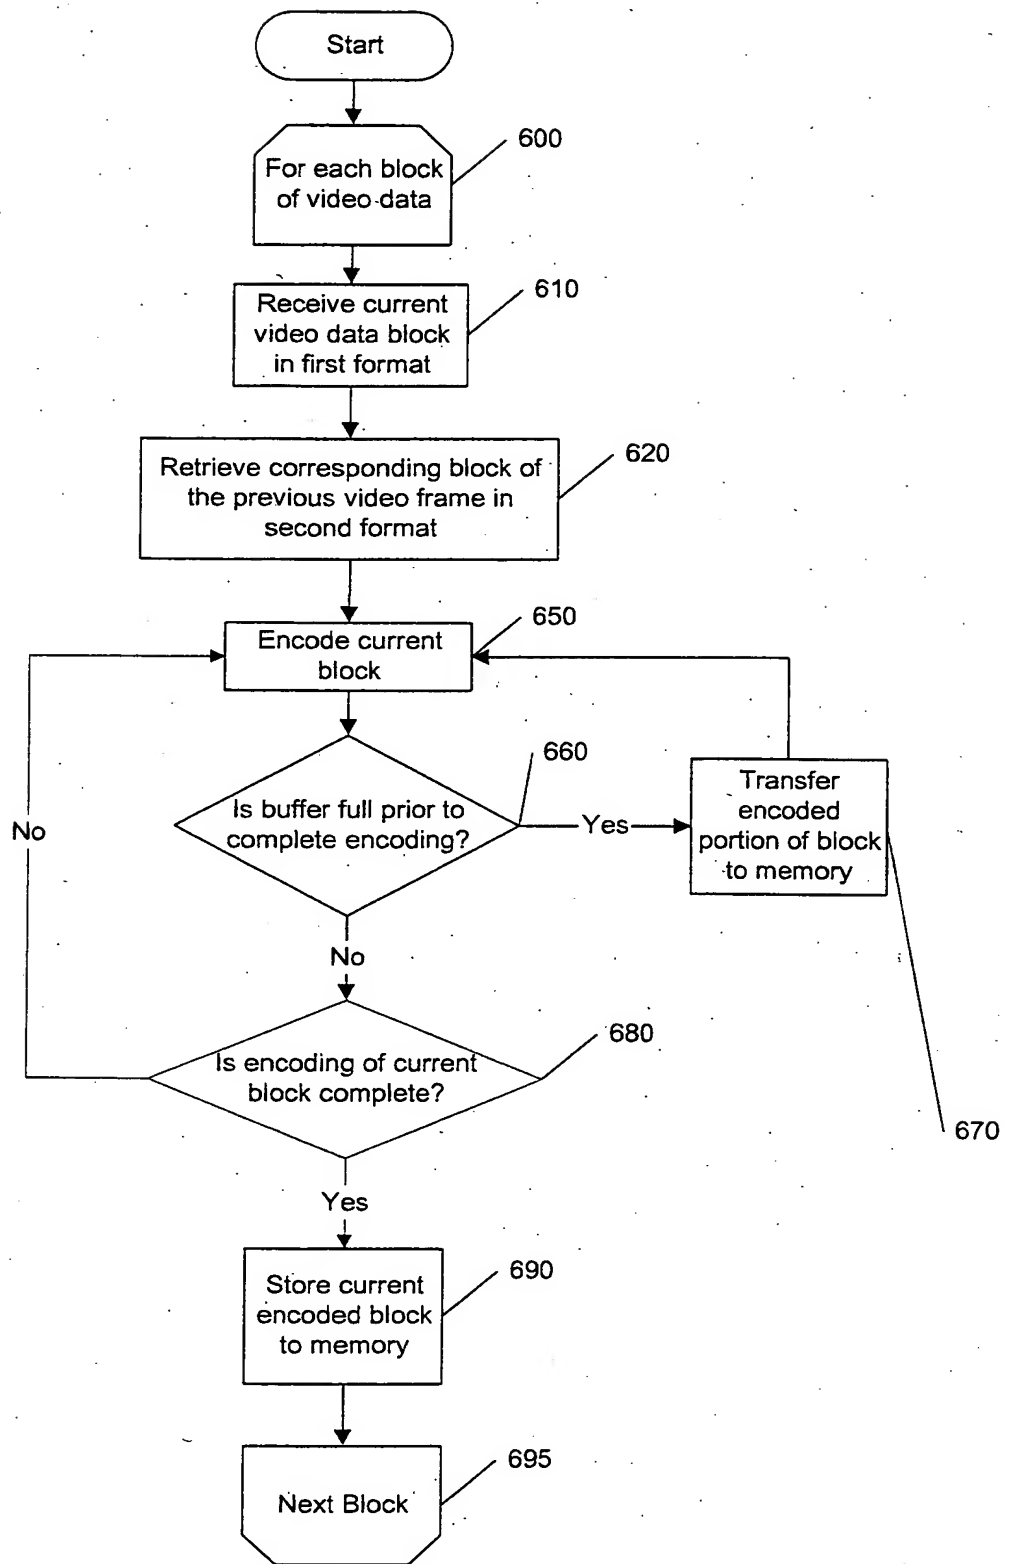 Start
600
For each block
of video data
610
Receive current
video data block
in first format
620
Retrieve corresponding block of
the previous video frame in
second format
650
Encode current
block
660
Is buffer full prior to
complete encoding?
Yes
Transfer
encoded
portion of block
to memory
No
No
680
Is encoding of current
block complete?
670
Yes
690
Store current
encoded block
to memory
695
Next Block